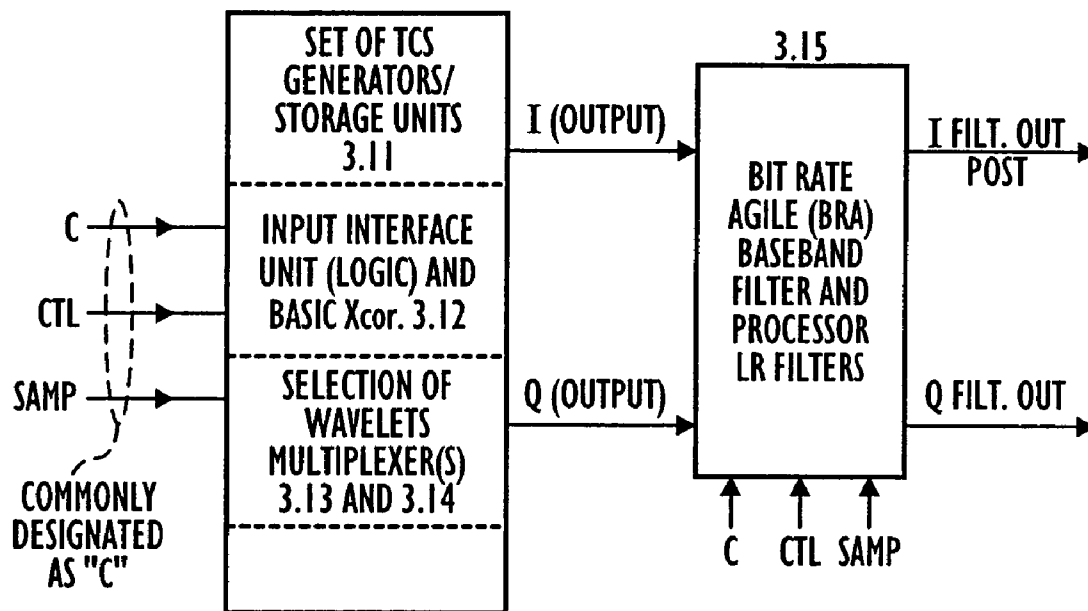 SET OF TCS
GENERATORS/
STORAGE UNITS
3.11
INPUT INTERFACE
UNIT (LOGIC) AND
BASIC Xcor. 3.12
SELECTION OF
WAVELETS
MULTIPLEXER(S)
3.13 AND 3.14
C
CTL
SAMP
COMMONLY
DESIGNATED
AS "C"
I (OUTPUT)
Q (OUTPUT)
3.15
BIT RATE
AGILE (BRA)
BASEBAND
FILTER AND
PROCESSOR
LR FILTERS
C
CTL
SAMP
I FILT. OUT
POST
Q FILT. OUT